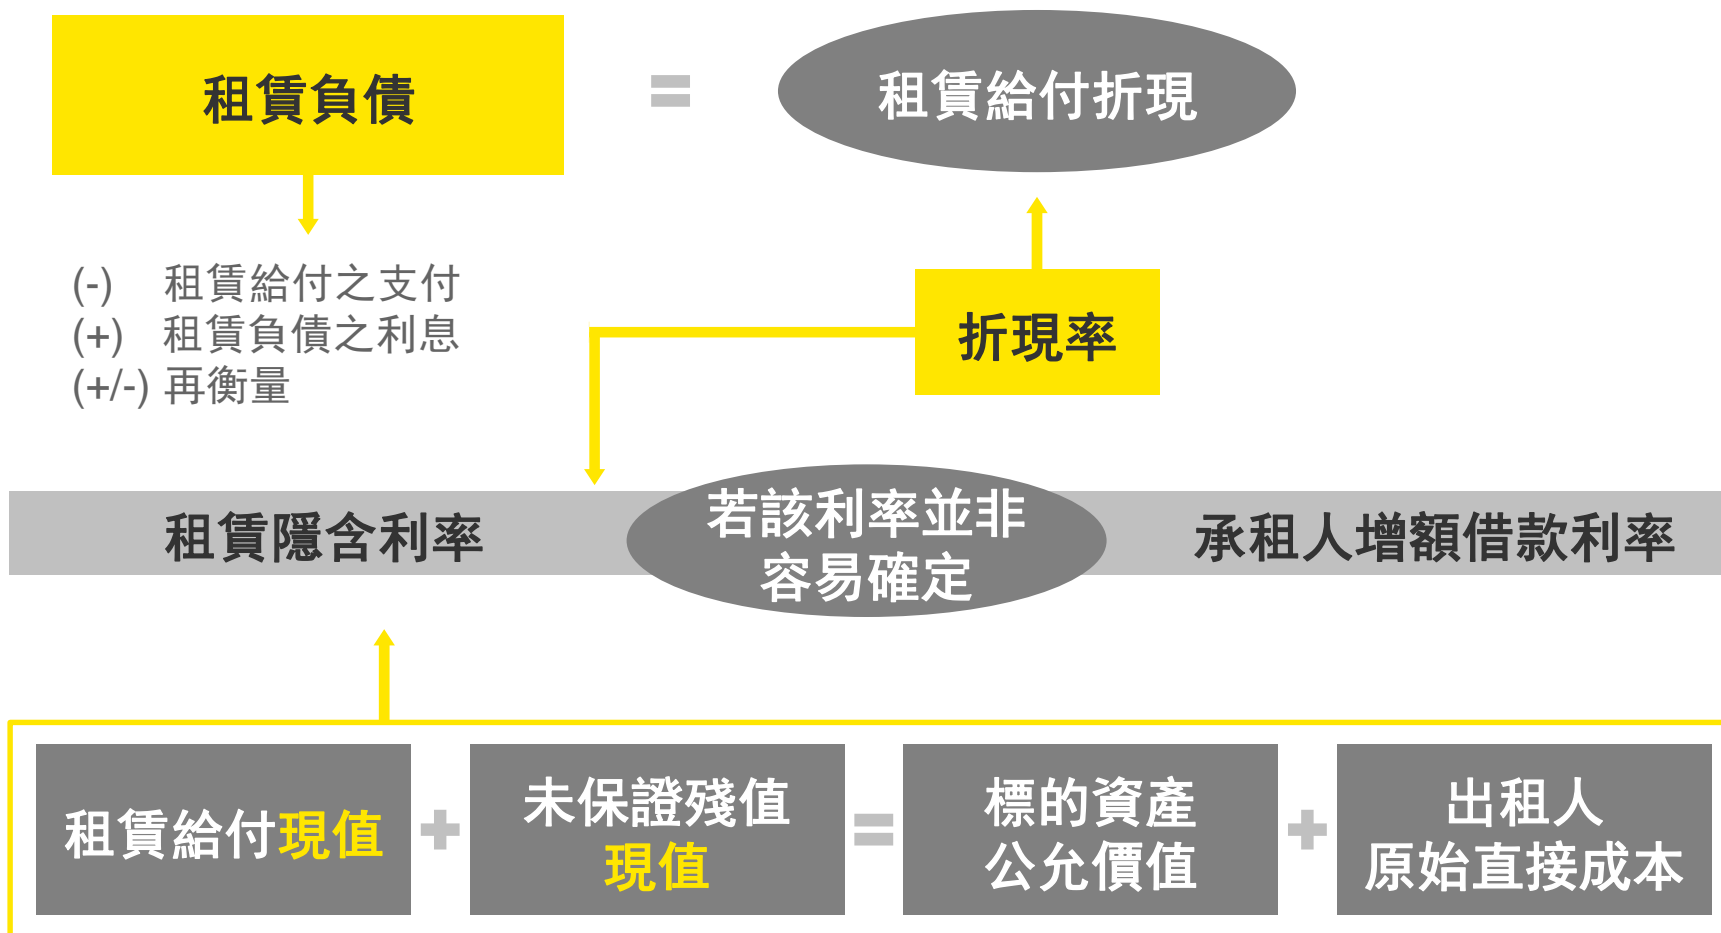 租賃負債 = 租賃給付折現
(-) 租賃給付之支付
(+) 租賃負債之利息
(+/-) 再衡量
折現率
租賃隱含利率
若該利率並非
容易確定
承租人增額借款利率
租賃給付現值
+
未保證殘值
現值
=
標的資產
公允價值
+
出租人
原始直接成本